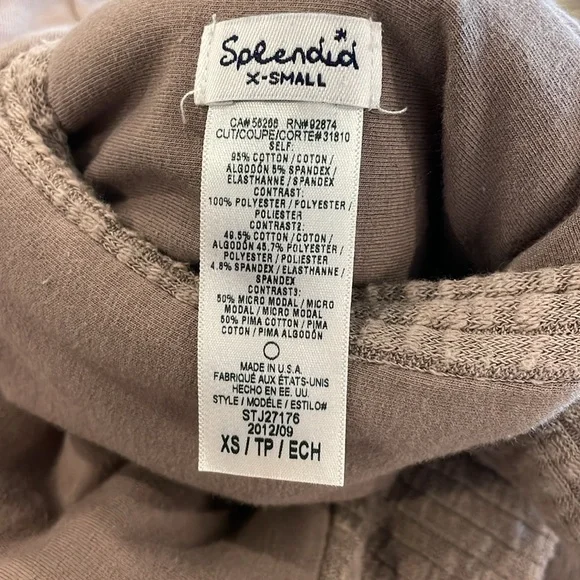 Splendid
X-SMALL
CA# 56266 RN#92874
CUT/COUPE/CORTE#31810
SELF:
95% COTTON / COTON /
ALGODÓN 5% SPANDEX /
ELASTHANNE / SPANDEX
CONTRAST:
100% POLYESTER / POLYESTER /
POLIESTER
CONTRAST2:
49.5% COTTON / COTON /
ALGODÓN 45.7% POLYESTER /
POLYESTER / POLIESTER
4.8% SPANDEX / ELASTHANNE /
SPANDEX
CONTRAST3:
50% MICRO MODAL / MICRO
MODAL / MICRO MODAL
50% PIMA COTTON / PIMA
COTON / PIMA ALGODÓN
MADE IN U.S.A.
FABRIQUÉ AUX ÉTATS-UNIS
HECHO EN EE. UU.
STYLE / MODÈLE / ESTILO#
STJ27176
2012/09
XS / TP / ECH